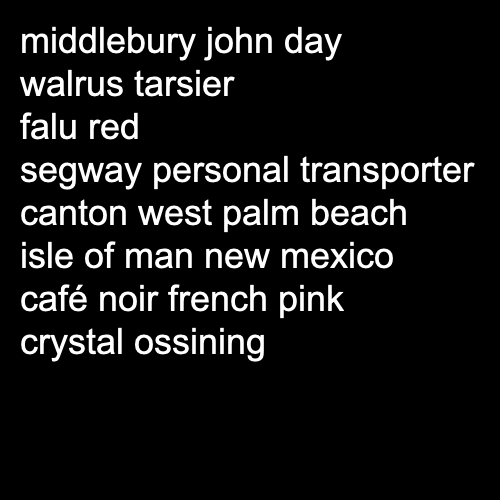 middlebury john day
walrus tarsier
falu red
segway personal transporter
canton west palm beach
isle of man new mexico
café noir french pink
crystal ossining